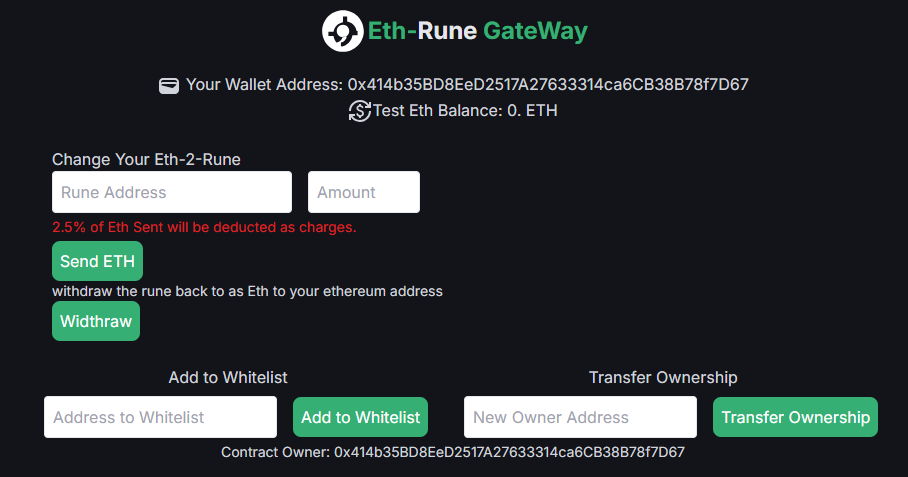 Eth-Rune GateWay
Your Wallet Address: 0x414b35BD8EeD2517A27633314ca6CB38B78f7D67
Test Eth Balance: 0. ETH
Change Your Eth-2-Rune
Rune Address Amount
2.5% of Eth Sent will be deducted as charges.
Send ETH
withdraw the rune back to as Eth to your ethereum address
Widthraw
Add to Whitelist Transfer Ownership
Address to Whitelist Add to Whitelist New Owner Address Transfer Ownership
Contract Owner: 0x414b35BD8EeD2517A27633314ca6CB38B78f7D67